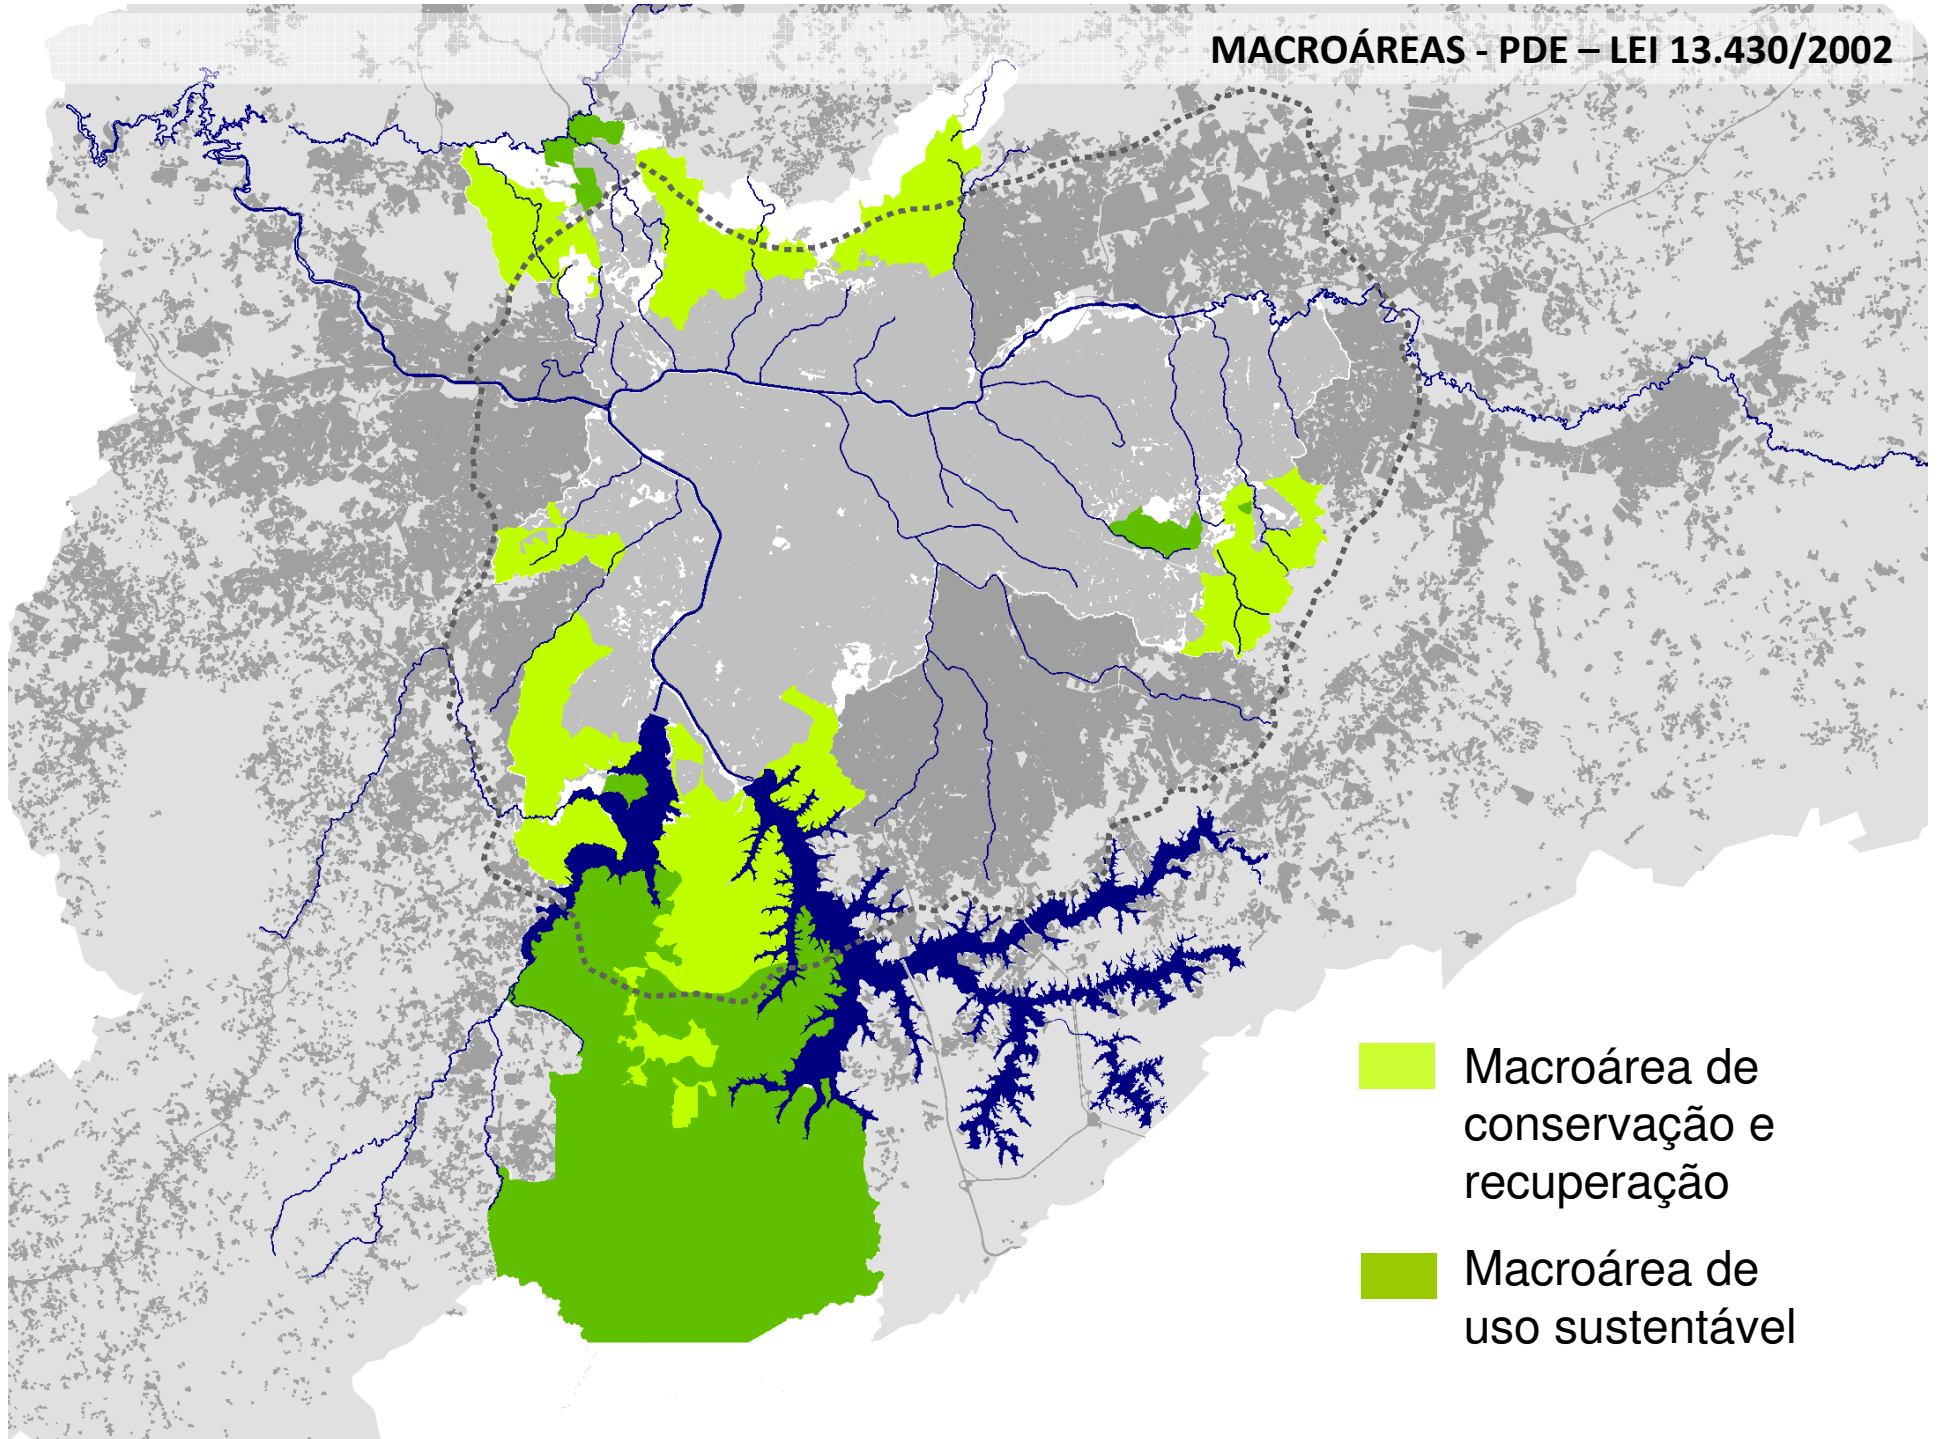 MACROÁREAS - PDE – LEI 13.430/2002
Macroárea de
conservação e
recuperação
Macroárea de
uso sustentável